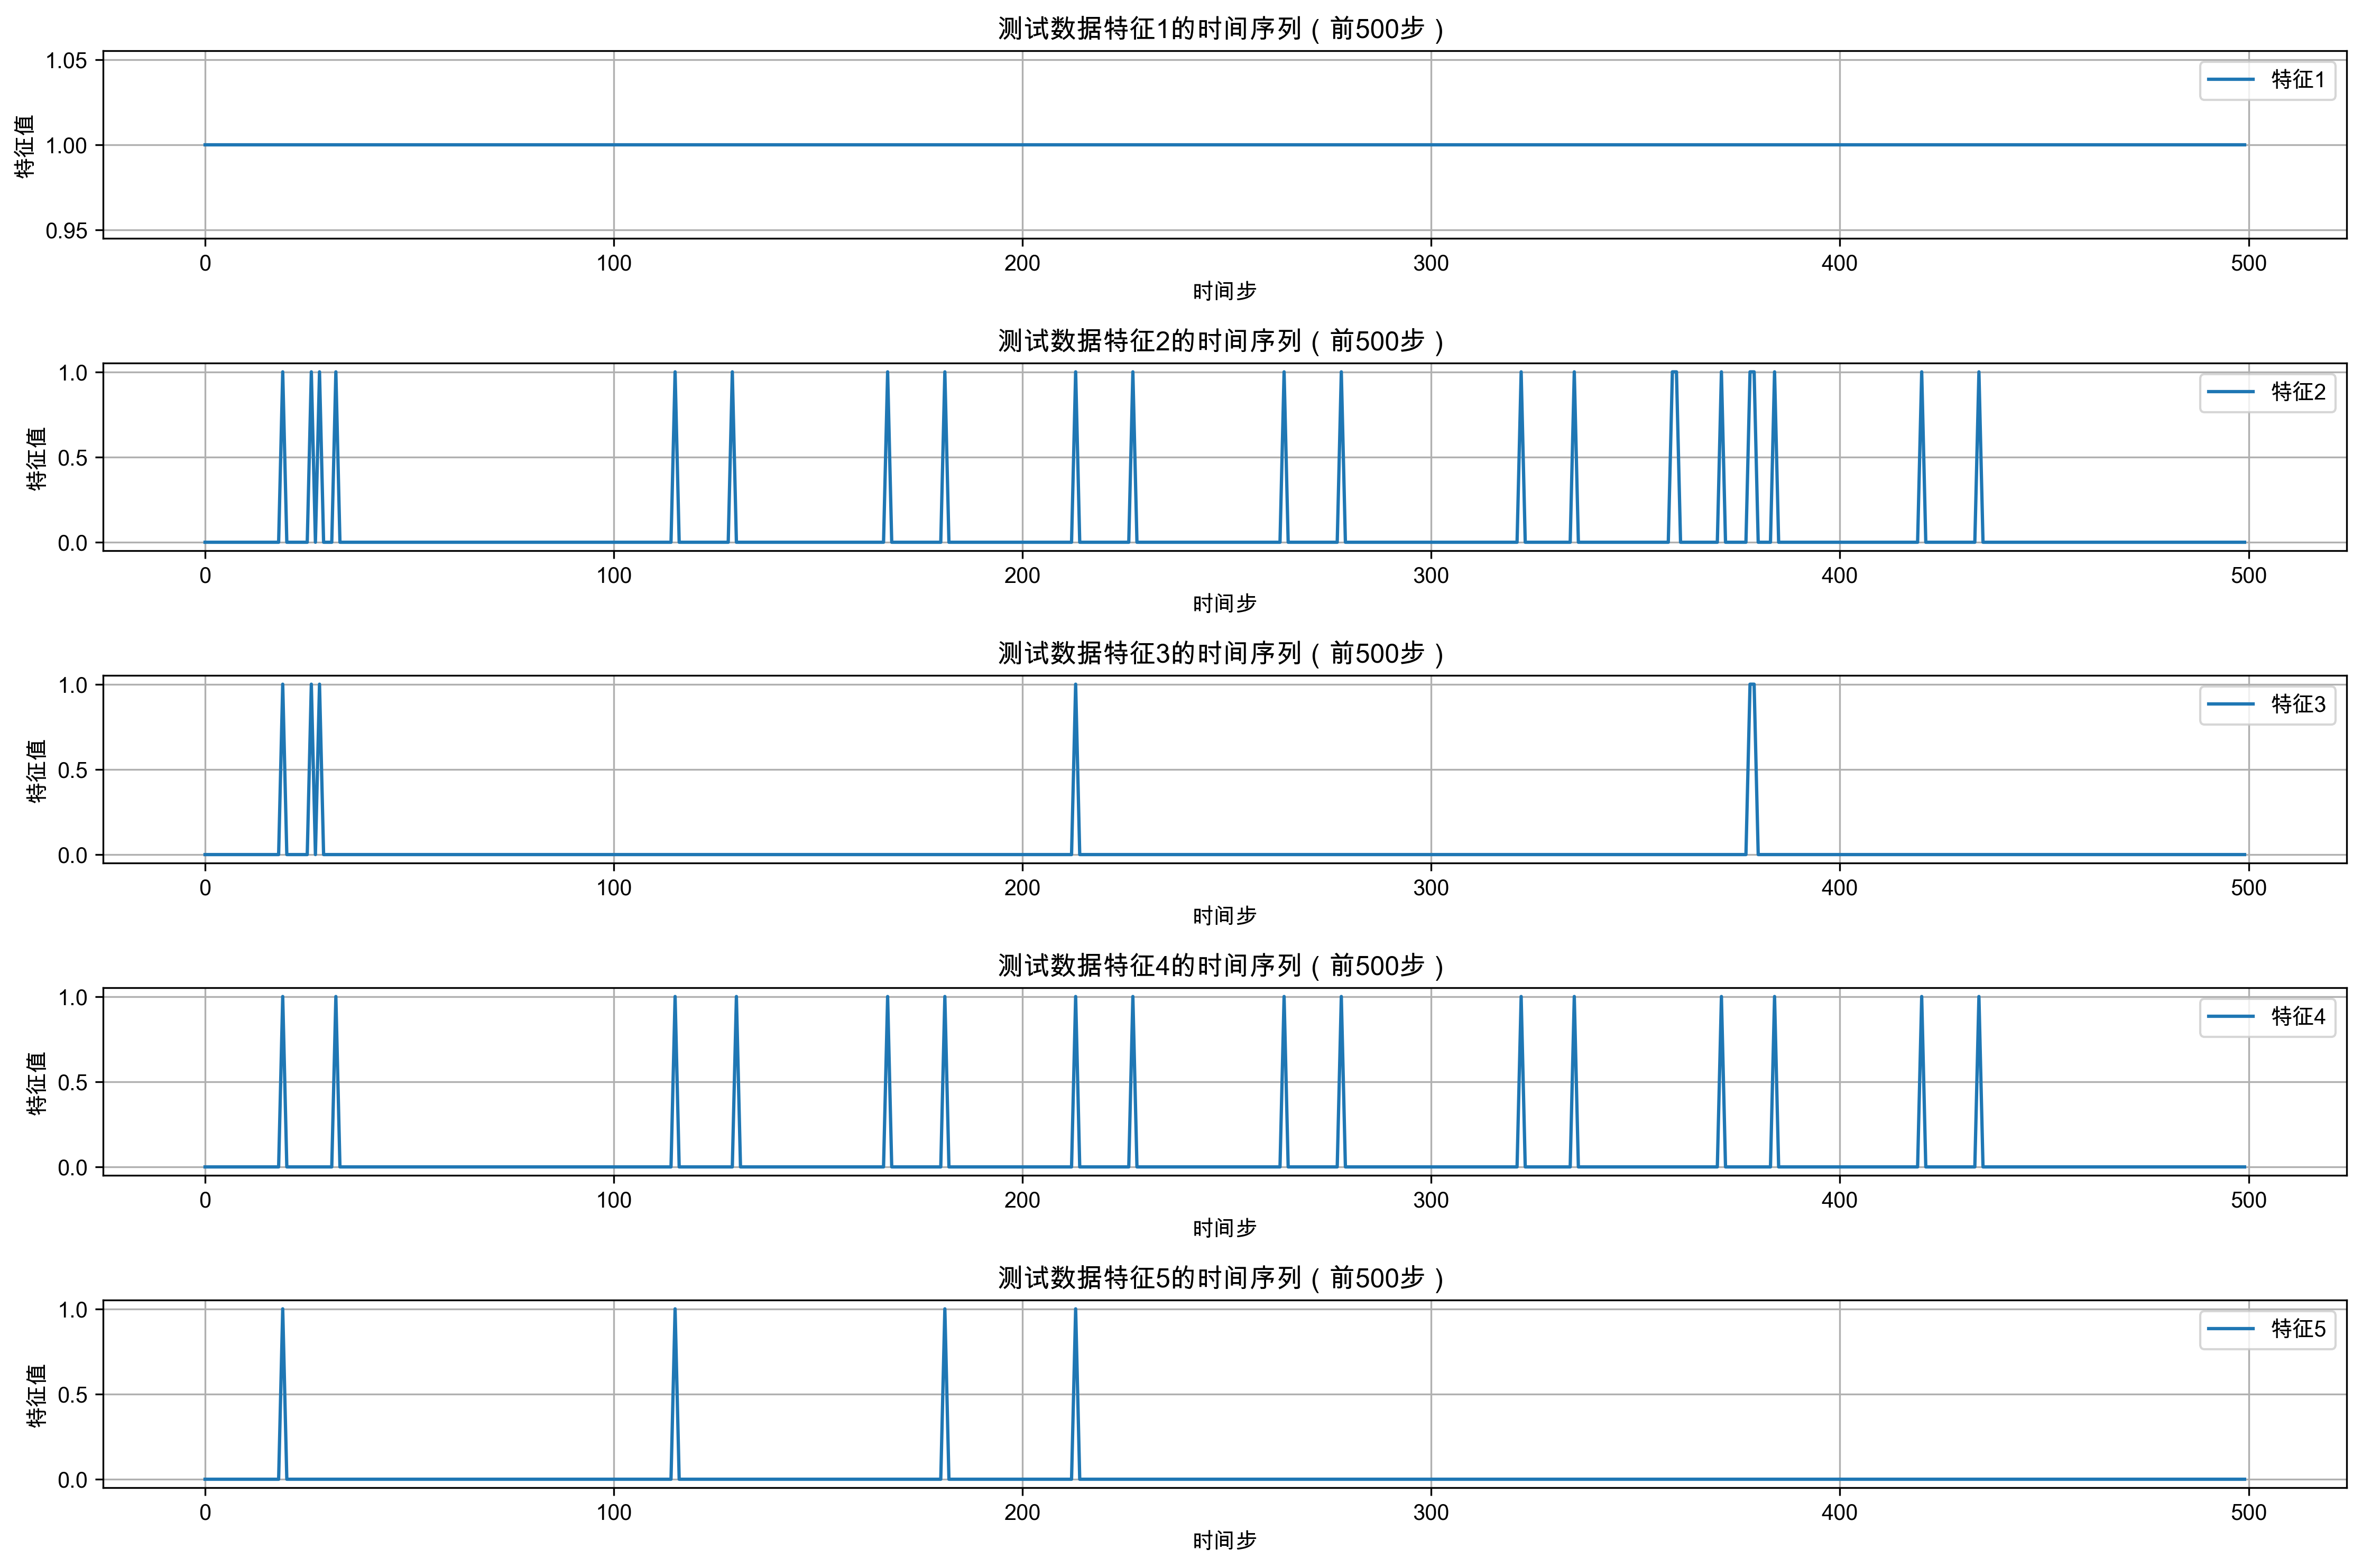 测试数据特征1的时间序列（前500步）
1.05
1.00
0.95
特征值
特征1
0 100 200 300 400 500
时间步
测试数据特征2的时间序列（前500步）
1.0
0.5
0.0
特征值
特征2
0 100 200 300 400 500
时间步
测试数据特征3的时间序列（前500步）
1.0
0.5
0.0
特征值
特征3
0 100 200 300 400 500
时间步
测试数据特征4的时间序列（前500步）
1.0
0.5
0.0
特征值
特征4
0 100 200 300 400 500
时间步
测试数据特征5的时间序列（前500步）
1.0
0.5
0.0
特征值
特征5
0 100 200 300 400 500
时间步